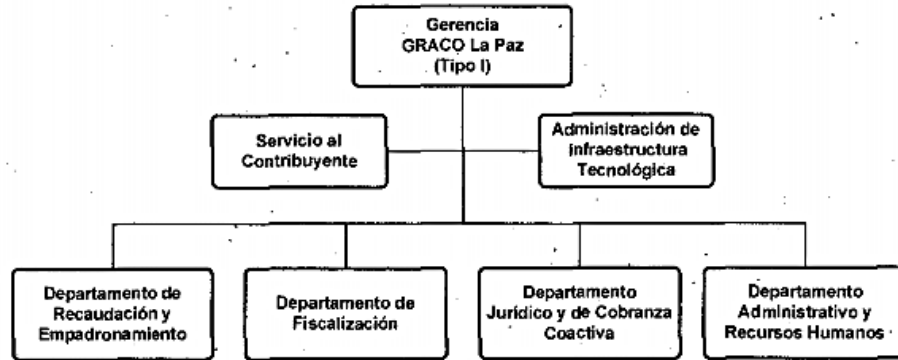 Gerencia
GRACO La Paz
(Tipo I)
Servicio al
Contribuyente
Administración de
Infraestructura
Tecnológica
Departamento de
Recaudación y
Empadronamiento
Departamento de
Fiscalización
Departamento
Jurídico y de Cobranza
Coactiva
Departamento
Administrativo y
Recursos Humanos